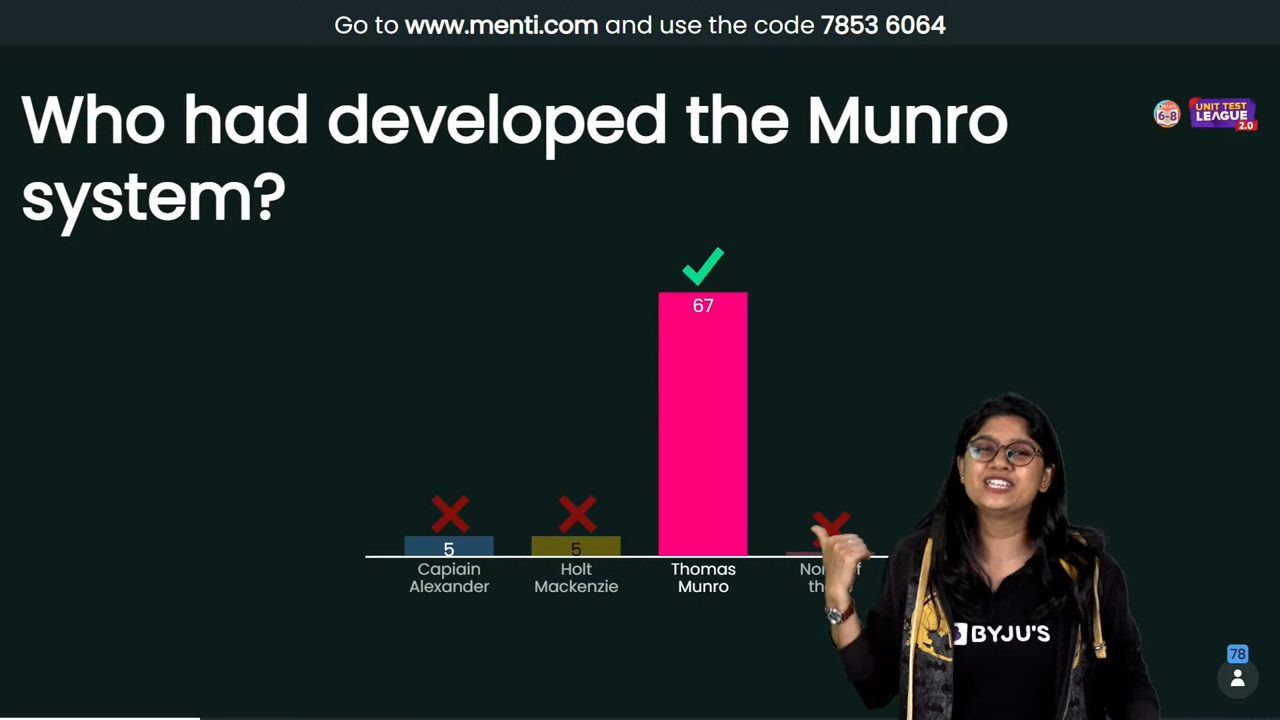 Go to www.menti.com and use the code 7853 6064
Who had developed the Munro
system?
UNIT TEST
LEAGUE
2.0
6-8
67
5
5
Capiain
Alexander
Holt
Mackenzie
Thomas
Munro
BYJU'S
78